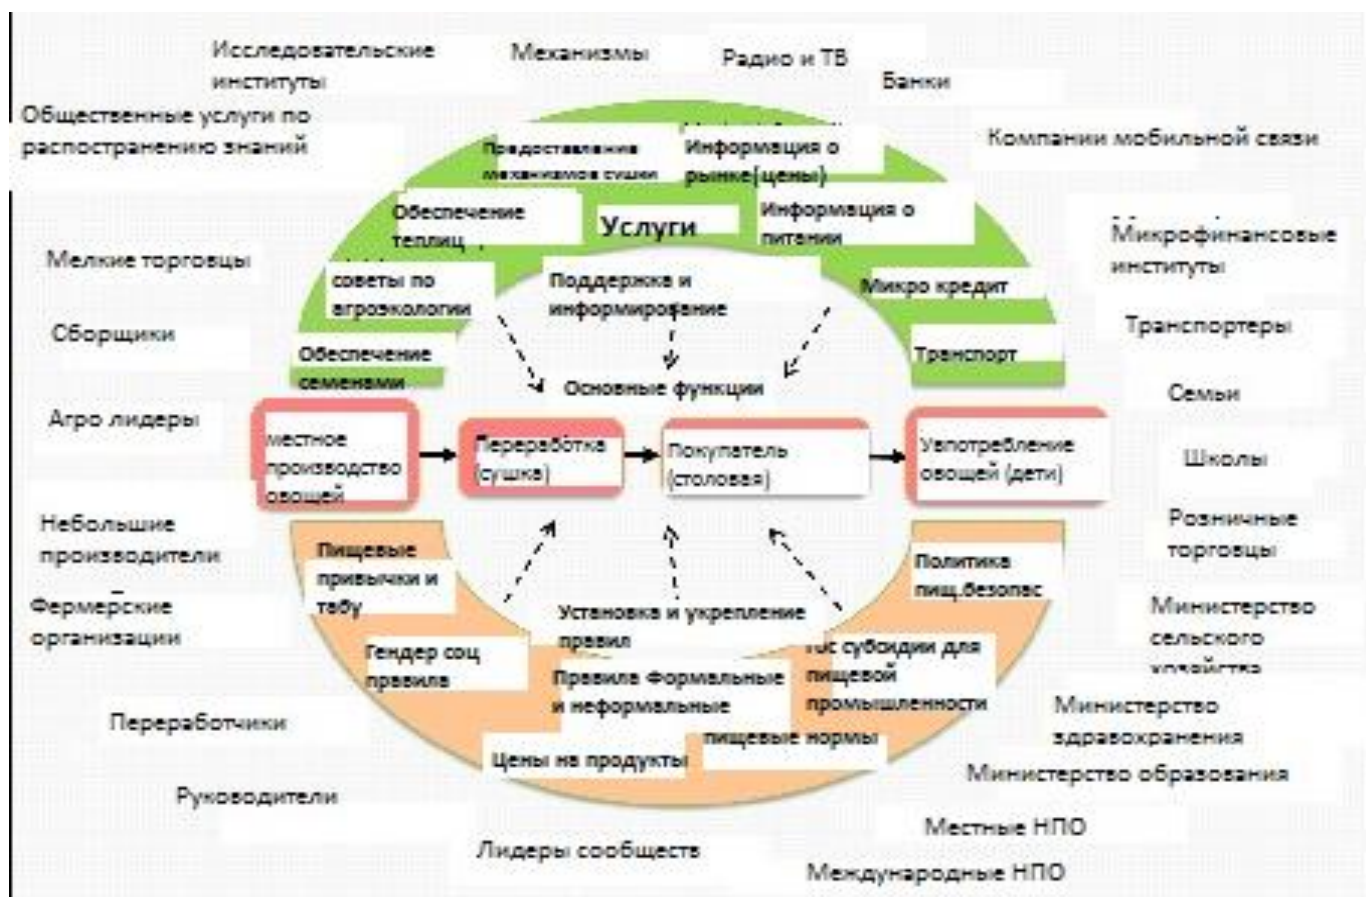 Исследовательские
институты
Механизмы
Радио и ТВ
Банки
Общественные услуги по
распостранению знаний
Компании мобильной связи
Предоставление
механизмов сушки
Информация о
рынке(цены)
Обеспечение
теплиц
Услуги
Информация о
питании
Мелкие торговцы
Микрофинансовые
институты
советы по
агроэкологии
Поддержка и
информирование
Микро кредит
Сборщики
Транспортеры
Обеспечение
семенами
Транспорт
Основные функции
Семьи
Агро лидеры
местное
производство
овощей
Переработка
(сушка)
Покупатель
(столовая)
Увпотребление
овощей (дети)
Школы
Небольшие
производители
Розничные
торговцы
Пищевые
привычки и
табу
Политика
пищ.безопас
Фермерские
организации
Установка и укрепление
правил
Министерство
сельского
Гендер соц
правила
Правила Формальные
и неформальные
Гос субсидии для
пищевой
промышленности
Переработчики
Министерство
здравохранения
Цены на продукты
пищевые нормы
Министерство образования
Руководители
Местные НПО
Лидеры сообществ
Международные НПО